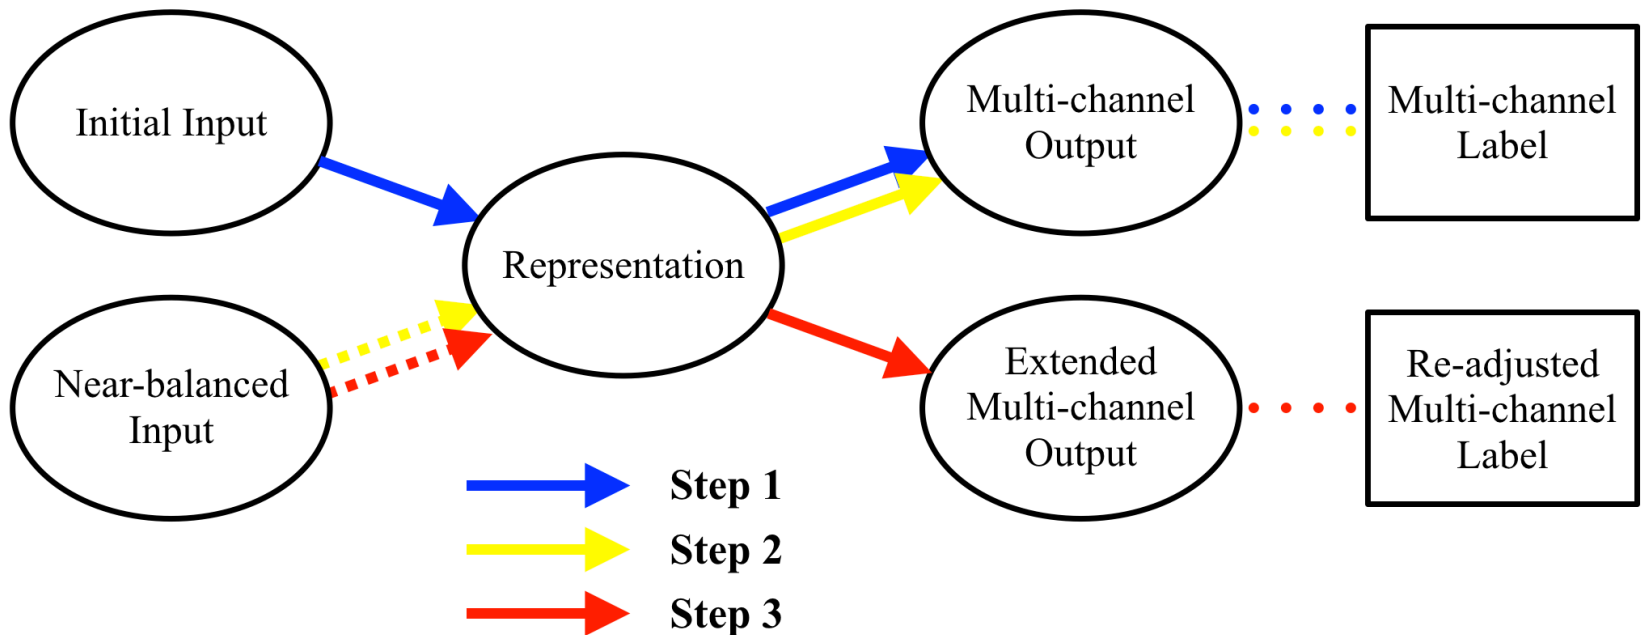 Initial Input
Multi-channel
Output
Multi-channel
Label
Representation
Near-balanced
Input
Extended
Multi-channel
Output
Re-adjusted
Multi-channel
Label
Step 1
Step 2
Step 3